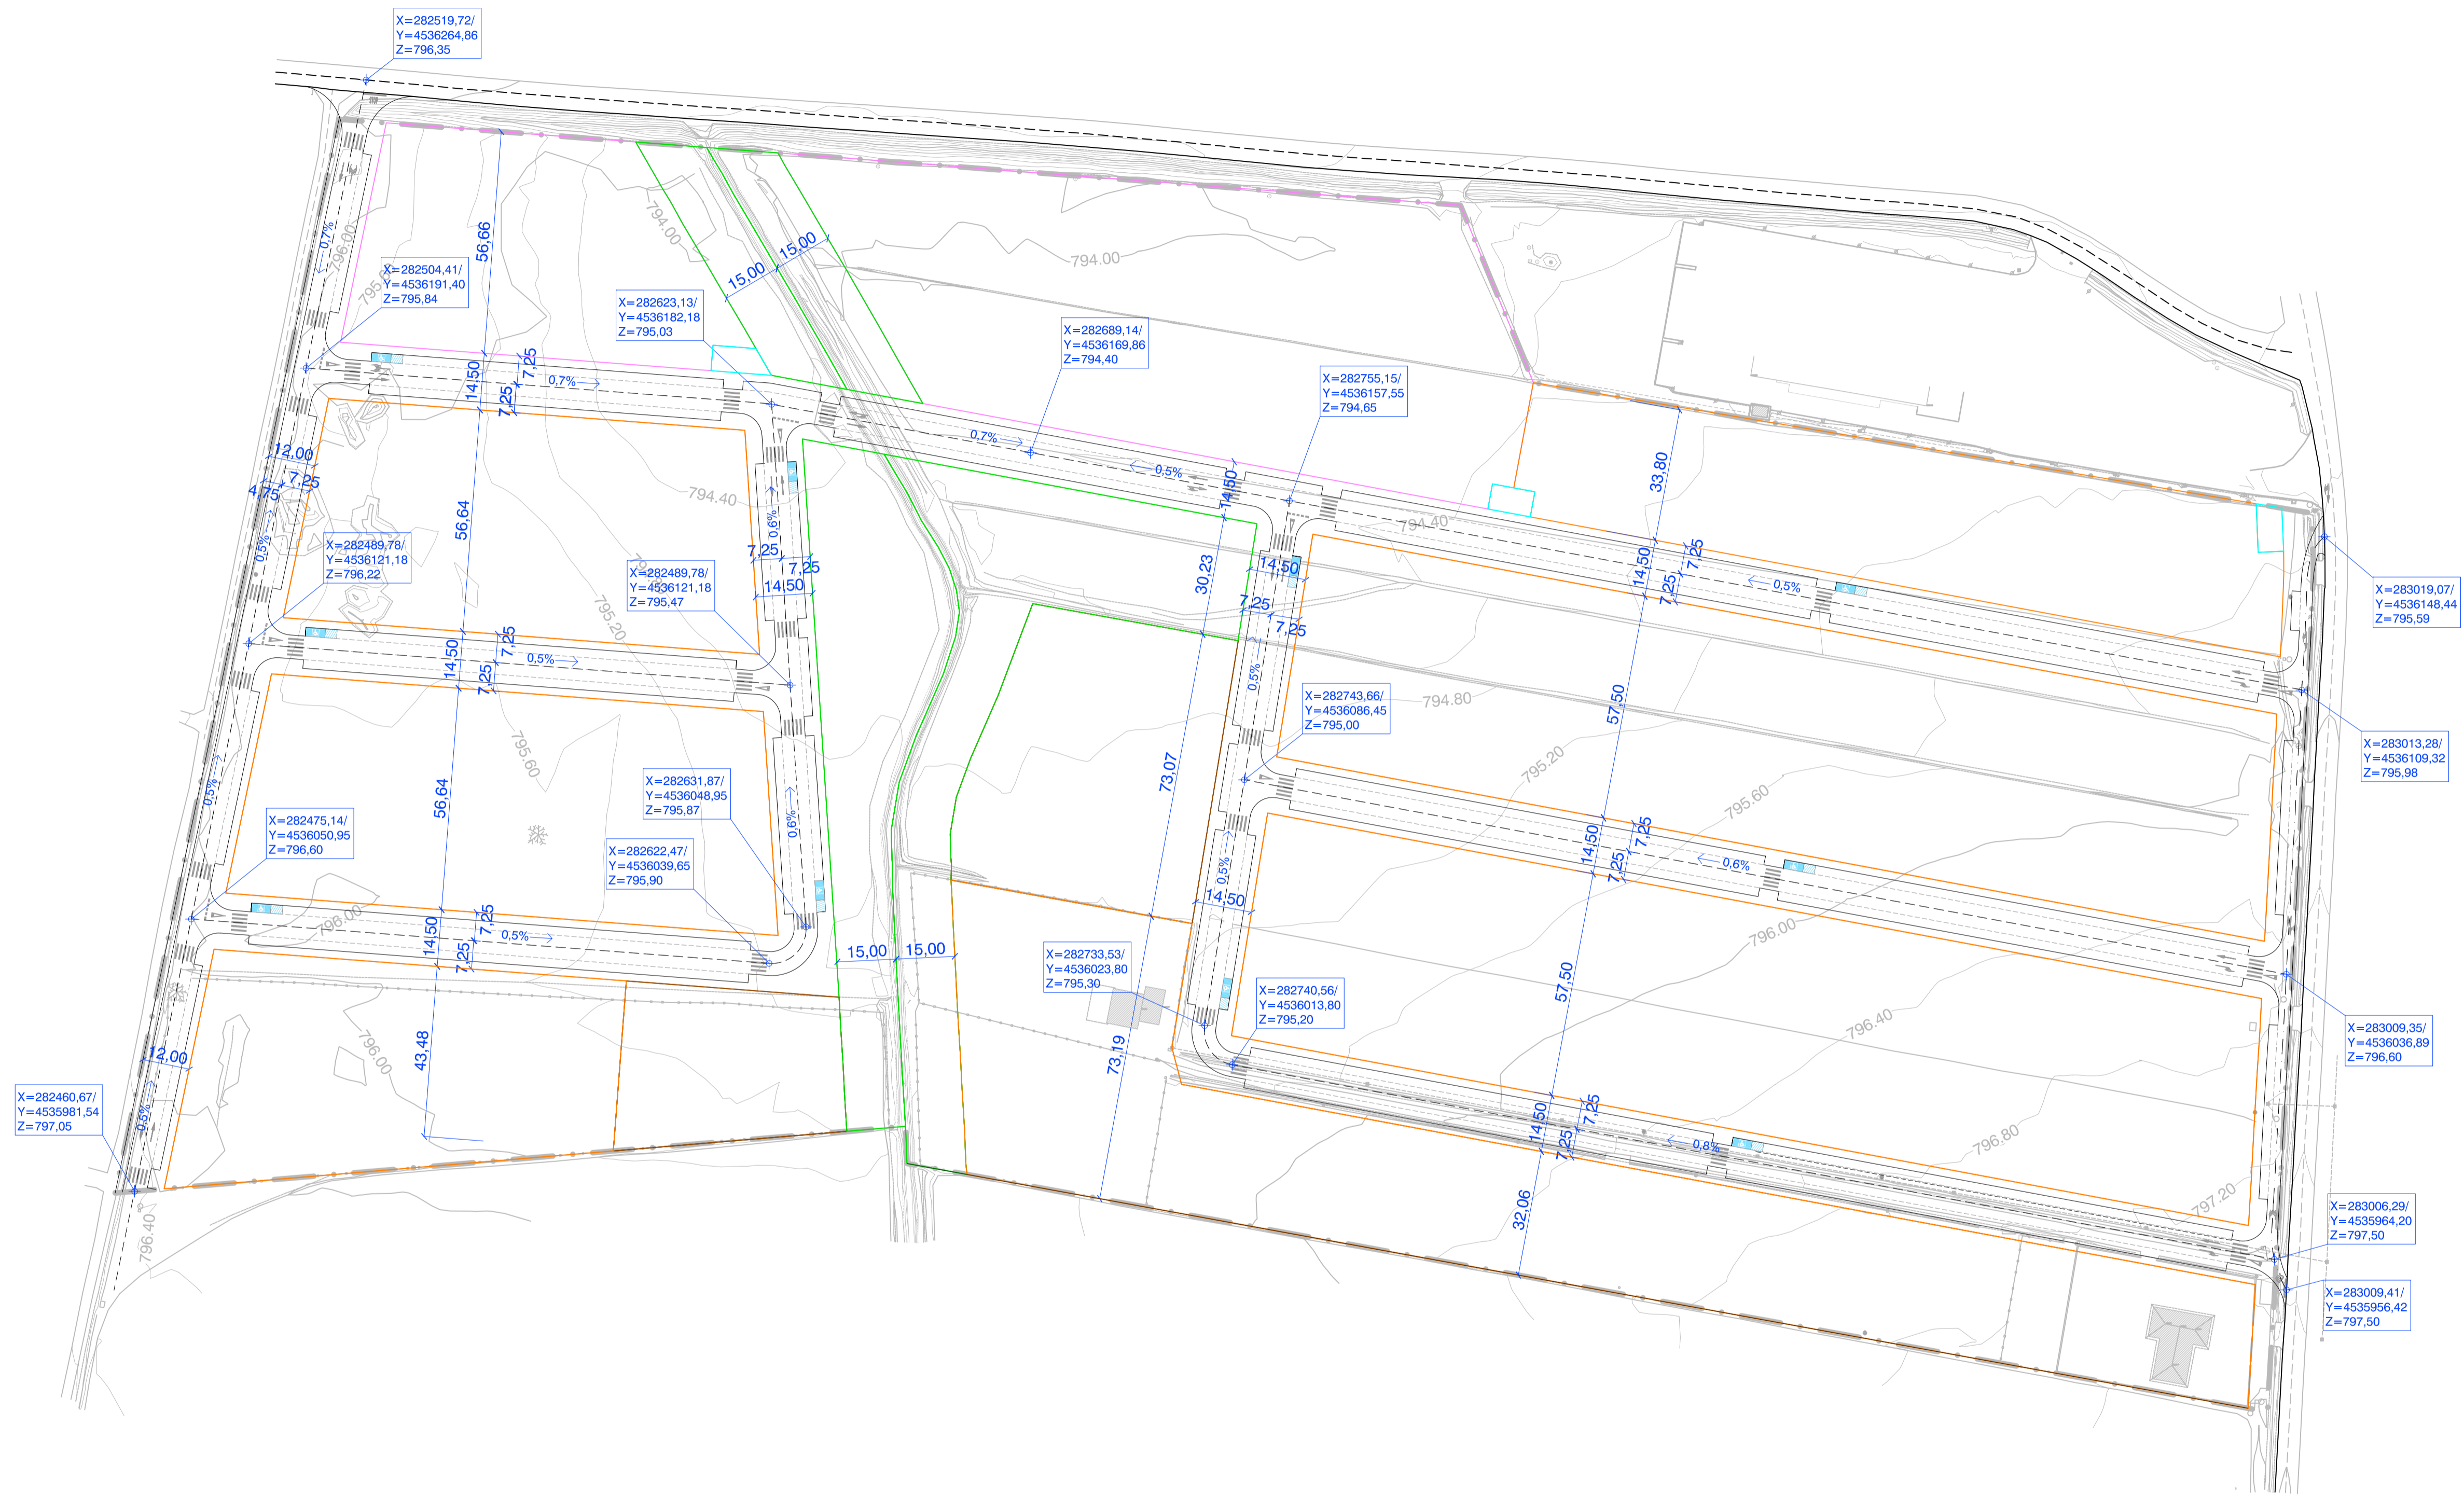 X=282519,72/
Y=4536264,86
Z=796,35
0,7%
796.00
795.
X=282504,41/
Y=4536191,40
Z=795,84
56,66
794.00
15,00
15,00
794.00
X=282623,13/
Y=4536182,18
Z=795,03
X=282689,14/
Y=4536169,86
Z=794,40
X=282755,15/
Y=4536157,55
Z=794,65
14,50
7,25
7,25
0,7%
0,7%
0,5%
14,50
33,80
12,00
7,25
4,75
0,5%
56,64
794.40
0,6%
794.40
14,50
7,25
7,25
0,5%
X=282489,78/
Y=4536121,18
Z=796,22
X=282489,78/
Y=4536121,18
Z=795,47
7,25
7,25
14,50
795.20
30,23
14,50
7,25
7,25
0,5%
X=283019,07/
Y=4536148,44
Z=795,59
14,50
7,25
7,25
0,5%
X=282743,66/
Y=4536086,45
Z=795,00
794.80
57,50
X=283013,28/
Y=4536109,32
Z=795,98
795.60
795.20
795.60
0,5%
56,64
73,07
X=282631,87/
Y=4536048,95
Z=795,87
0,6%
X=282475,14/
Y=4536050,95
Z=796,60
X=282622,47/
Y=4536039,65
Z=795,90
14,50
7,25
7,25
0,6%
0,5%
14,50
796.00
14,50
7,25
7,25
0,5%
796.00
15,00
15,00
X=282733,53/
Y=4536023,80
Z=795,30
X=282740,56/
Y=4536013,80
Z=795,20
57,50
796.40
X=283009,35/
Y=4536036,89
Z=796,60
12,00
43,48
796.00
73,19
0,5%
X=282460,67/
Y=4535981,54
Z=797,05
14,50
7,25
7,25
0,8%
796.80
797.20
796.40
32,06
X=283006,29/
Y=4535964,20
Z=797,50
X=283009,41/
Y=4535956,42
Z=797,50